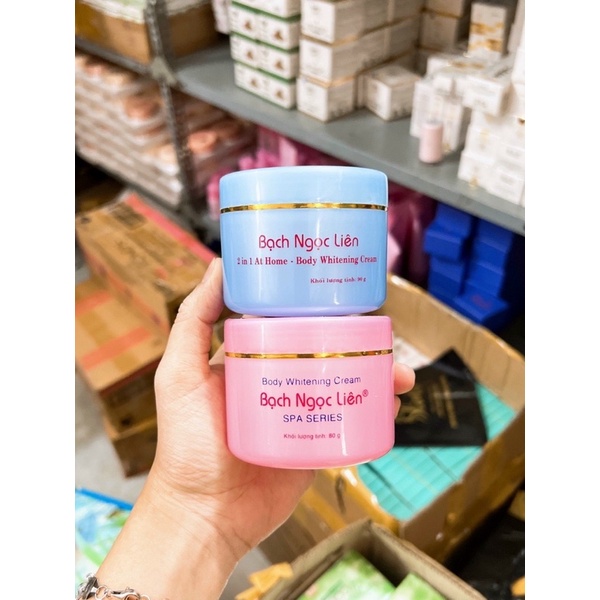 Bạch Ngọc Liên
2 in 1 At Home - Body Whitening Cream
Khối lượng tịnh: 80 g
Body Whitening Cream
Bạch Ngọc Liên®
SPA SERIES
Khối lượng tịnh: 80 g